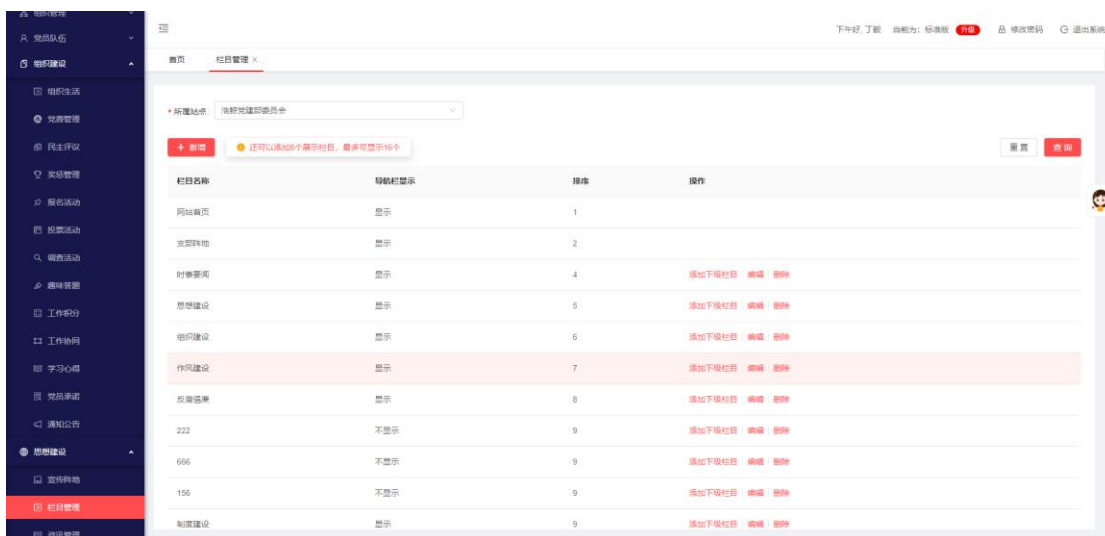 组织管理
党员队伍
组织建设
组织生活
党费管理
民主评议
奖惩管理
报名活动
投票活动
调查活动
趣味答题
工作积分
工作协同
学习心得
党员承诺
通知公告
思想建设
宣传阵地
栏目管理
资讯管理
下午好, 丁毅 当前为: 标准版 升级 修改密码 退出系统
首页 栏目管理 ×
* 所属站点: 党建部委员会
+ 新增 还可以添加8个展示栏目，最多可显示16个 重置 查询
栏目名称 导航栏显示 排序 操作
网站首页 显示 1
支部阵地 显示 2
时事要闻 显示 4 添加下级栏目 编辑 删除
思想建设 显示 5 添加下级栏目 编辑 删除
组织建设 显示 6 添加下级栏目 编辑 删除
作风建设 显示 7 添加下级栏目 编辑 删除
反腐倡廉 显示 8 添加下级栏目 编辑 删除
222 不显示 9 添加下级栏目 编辑 删除
666 不显示 9 添加下级栏目 编辑 删除
156 不显示 9 添加下级栏目 编辑 删除
制度建设 显示 9 添加下级栏目 编辑 删除